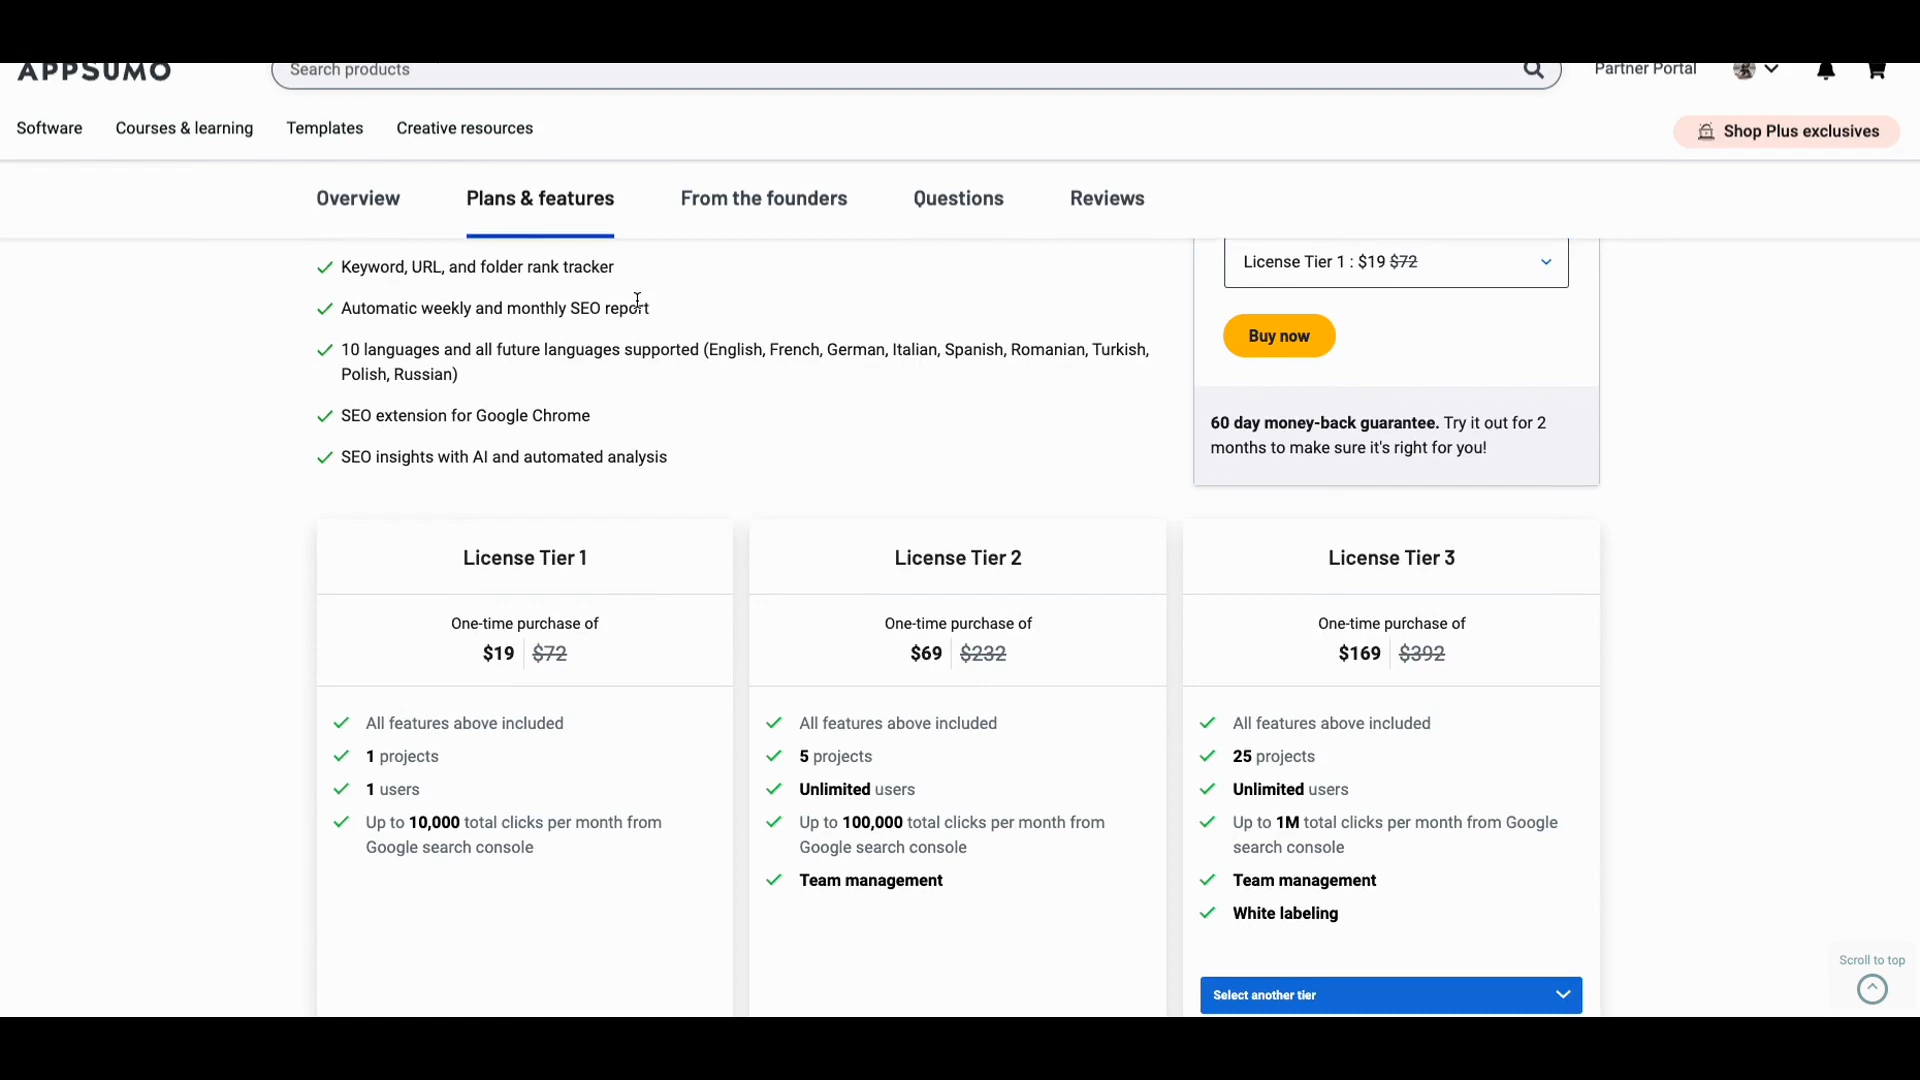 APPSUMO
Search products
Partner Portal
Software
Courses & learning
Templates
Creative resources
Shop Plus exclusives
Overview
Plans & features
From the founders
Questions
Reviews
Keyword, URL, and folder rank tracker
Automatic weekly and monthly SEO report
10 languages and all future languages supported (English, French, German, Italian, Spanish, Romanian, Turkish,
Polish, Russian)
SEO extension for Google Chrome
SEO insights with AI and automated analysis
License Tier 1 : $19 $72
Buy now
60 day money-back guarantee. Try it out for 2
months to make sure it's right for you!
License Tier 1
One-time purchase of
$19 $72
All features above included
1 projects
1 users
Up to 10,000 total clicks per month from
Google search console
License Tier 2
One-time purchase of
$69 $232
All features above included
5 projects
Unlimited users
Up to 100,000 total clicks per month from
Google search console
Team management
License Tier 3
One-time purchase of
$169 $392
All features above included
25 projects
Unlimited users
Up to 1M total clicks per month from Google
search console
Team management
White labeling
Select another tier
Scroll to top